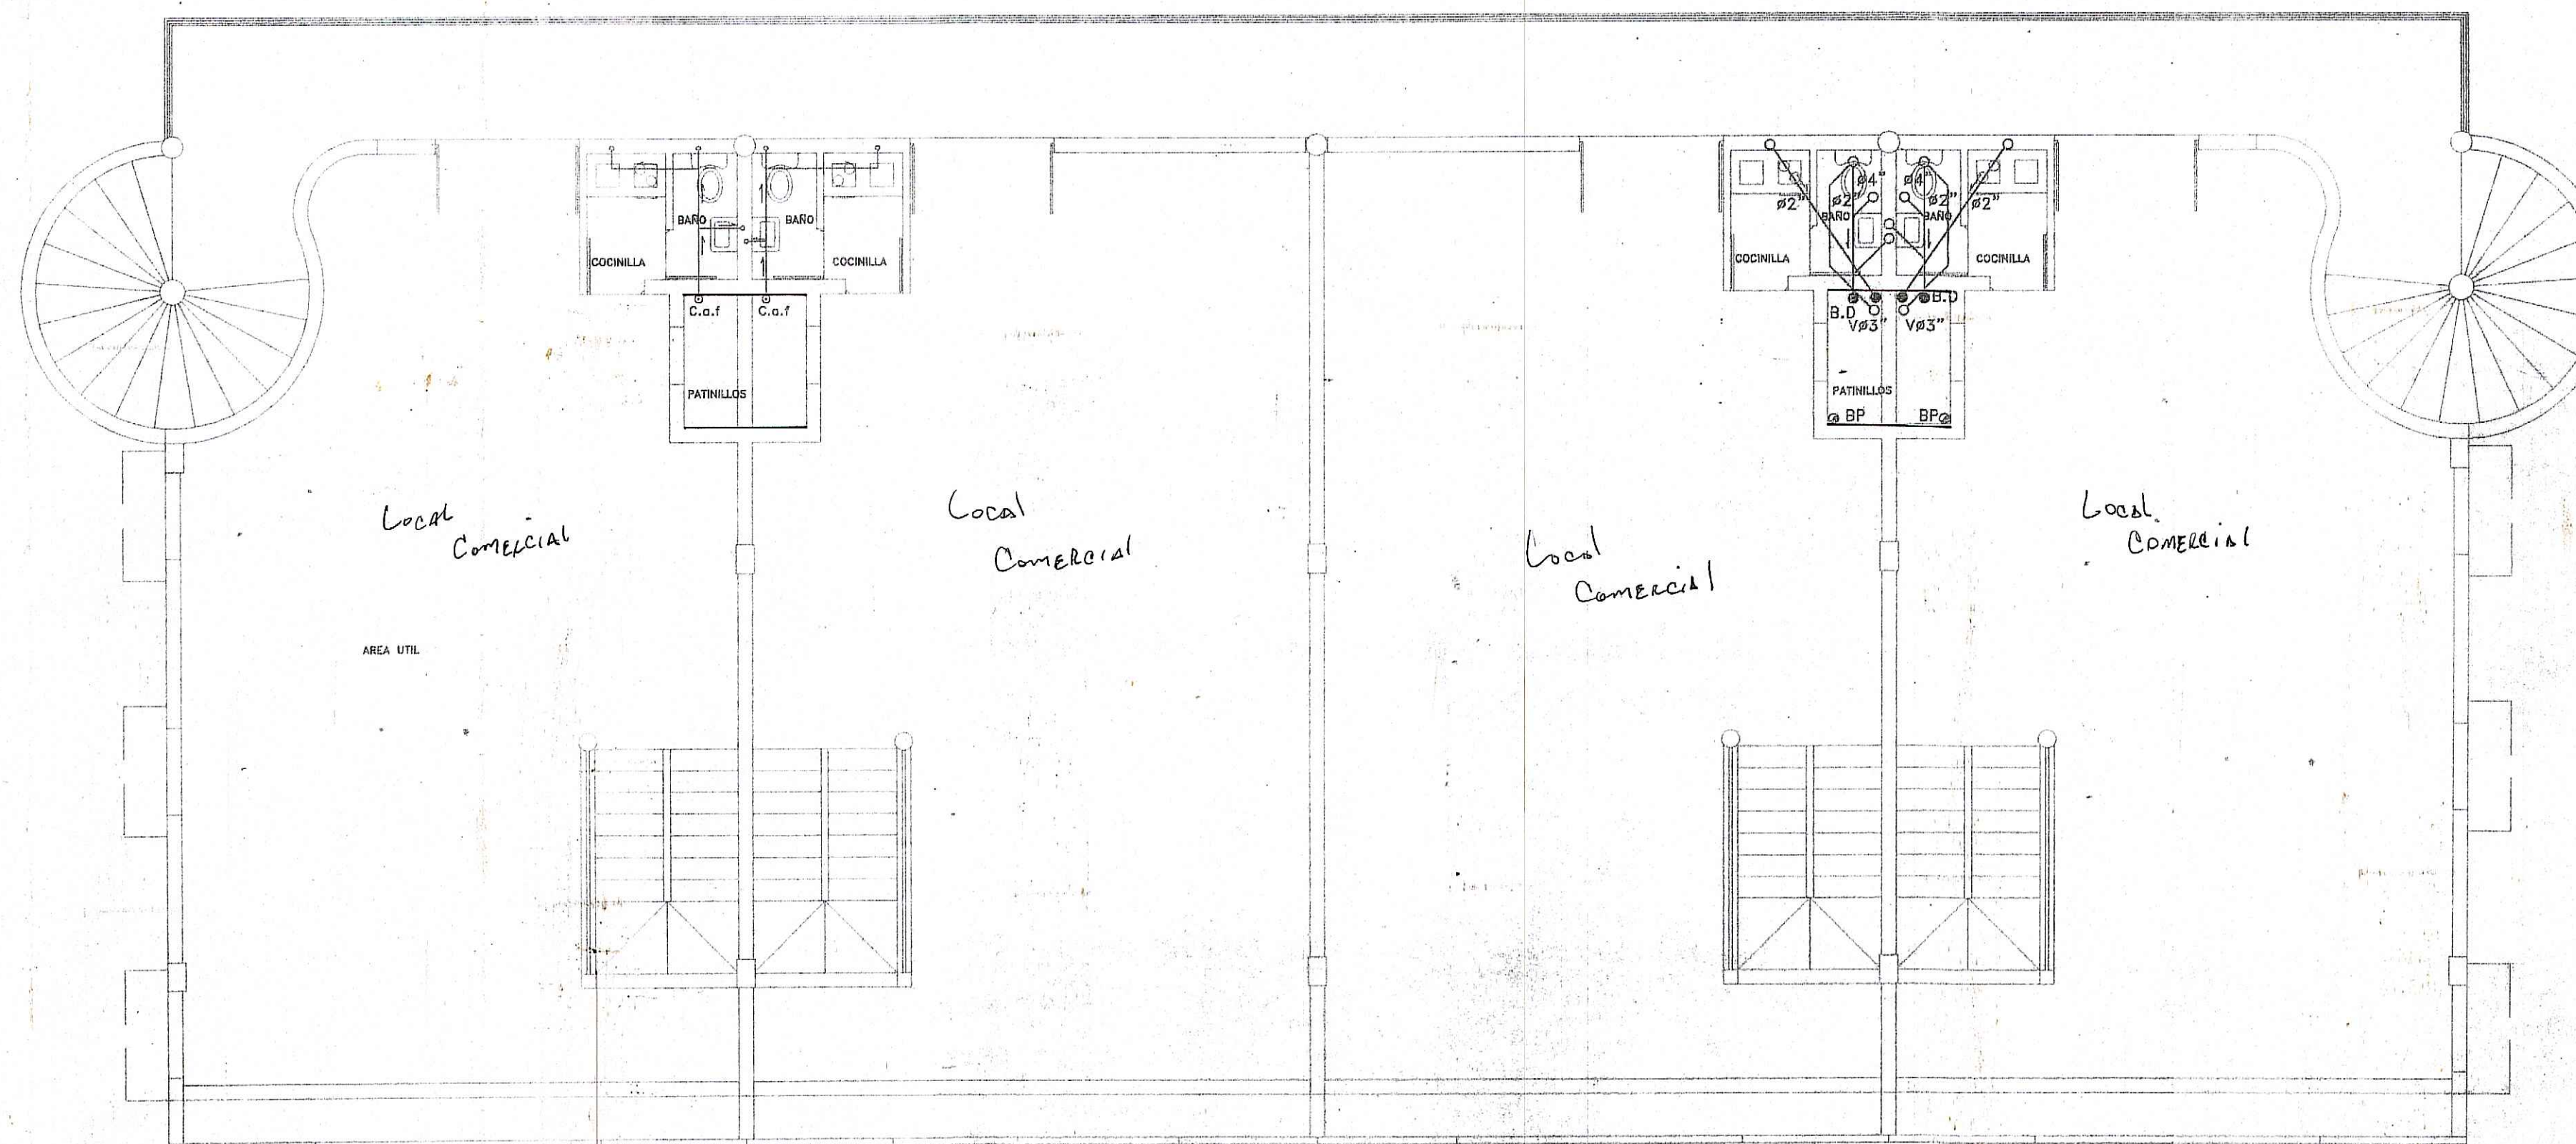 ø4"
ø4"
ø2"
ø2"
ø2"
ø2"
BAÑO
BAÑO
BAÑO
BAÑO
COCINILLA
COCINILLA
COCINILLA
COCINILLA
C.a.f
C.a.f
B.D
B.D
Vø3"
Vø3"
PATINILLOS
PATINILLOS
BP
BP
Local
Comercial
Local
Comercial
Local
Comercial
Local
Comercial
AREA UTIL